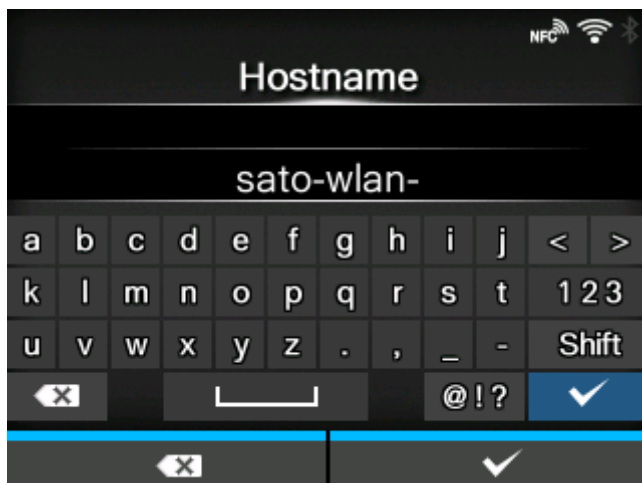 NFC
Hostname
sato-wlan-
a b c d e f g h i j < >
k l m n o p q r s t 123
u v w x y z . , _ - Shift
@!?